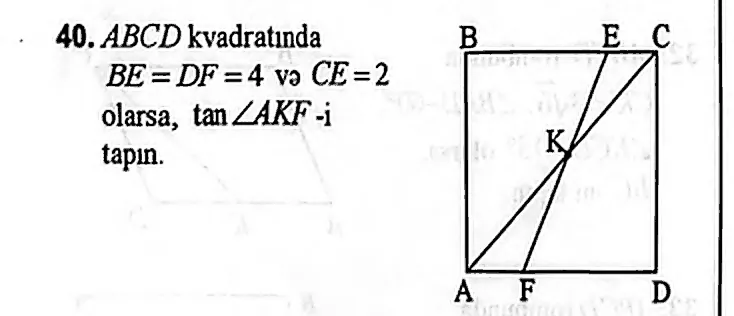 40. ABCD kvadratında
BE = DF = 4 və CE = 2
olarsa, tan∠AKF -i
tapın.
B E C
K
A F D